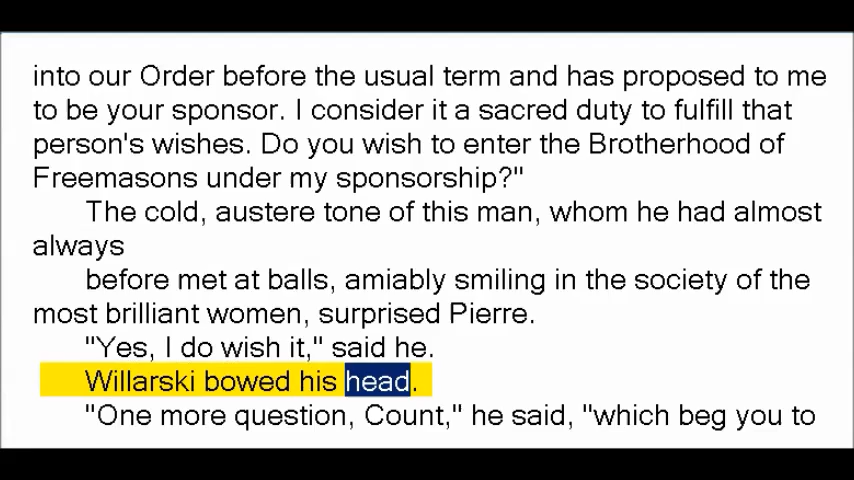 into our Order before the usual term and has proposed to me
to be your sponsor. I consider it a sacred duty to fulfill that
person's wishes. Do you wish to enter the Brotherhood of
Freemasons under my sponsorship?"
The cold, austere tone of this man, whom he had almost
always
before met at balls, amiably smiling in the society of the
most brilliant women, surprised Pierre.
"Yes, I do wish it," said he.
Willarski bowed his head.
"One more question, Count," he said, "which beg you to